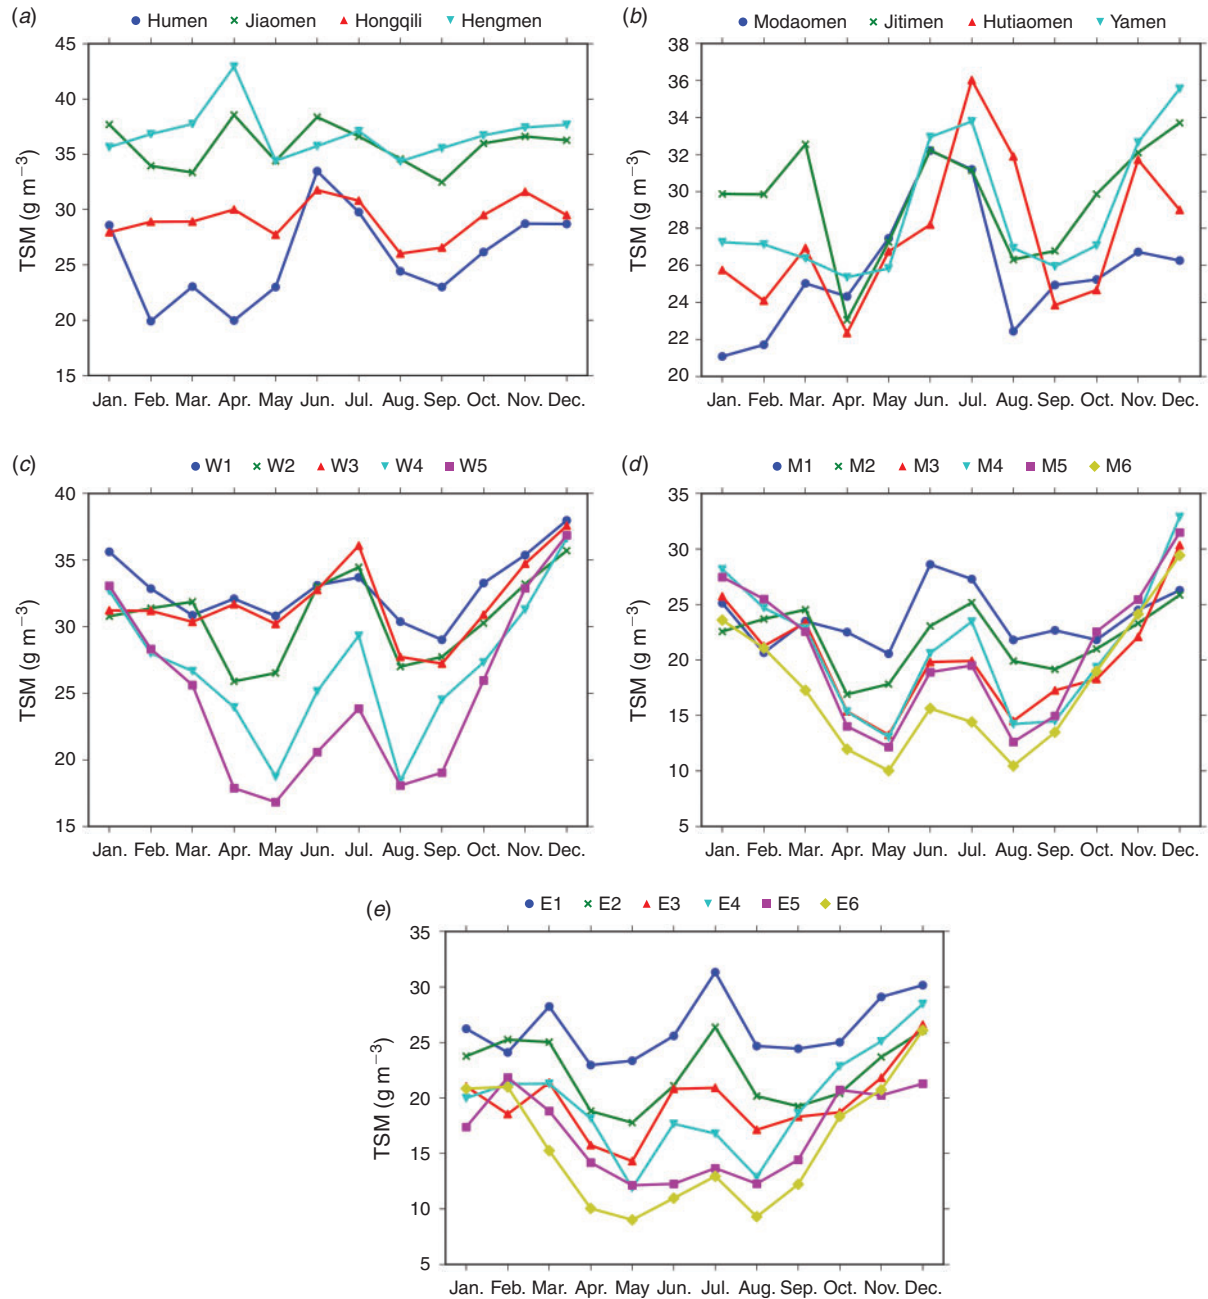 (a)
Humen Jiaomen Hongqili Hengmen
45
40
35
30
25
20
15
TSM (g m−3)
Jan. Feb. Mar. Apr. May Jun. Jul. Aug. Sep. Oct. Nov. Dec.
(b)
Modaomen Jitimen Hutiaomen Yamen
38
36
34
32
30
28
26
24
22
20
TSM (g m−3)
Jan. Feb. Mar. Apr. May Jun. Jul. Aug. Sep. Oct. Nov. Dec.
(c)
W1 W2 W3 W4 W5
40
35
30
25
20
15
TSM (g m−3)
Jan. Feb. Mar. Apr. May Jun. Jul. Aug. Sep. Oct. Nov. Dec.
(d)
M1 M2 M3 M4 M5 M6
35
30
25
20
15
10
5
TSM (g m−3)
Jan. Feb. Mar. Apr. May Jun. Jul. Aug. Sep. Oct. Nov. Dec.
(e)
E1 E2 E3 E4 E5 E6
35
30
25
20
15
10
5
TSM (g m−3)
Jan. Feb. Mar. Apr. May Jun. Jul. Aug. Sep. Oct. Nov. Dec.